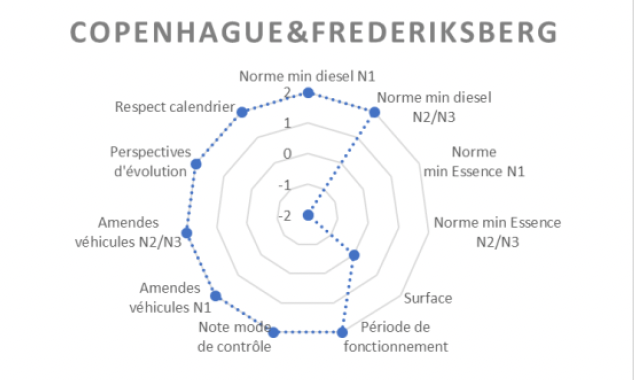 COPENHAGUE&FREDERIKSBERG
Norme min diesel N1
2
Norme min diesel
N2/N3
Respect calendrier
1
Perspectives
d'évolution
0
Norme
min Essence N1
-1
-2
Amendes
véhicules N2/N3
Norme min Essence
N2/N3
Amendes
véhicules N1
Surface
Note mode
de contrôle
Période de
fonctionnement